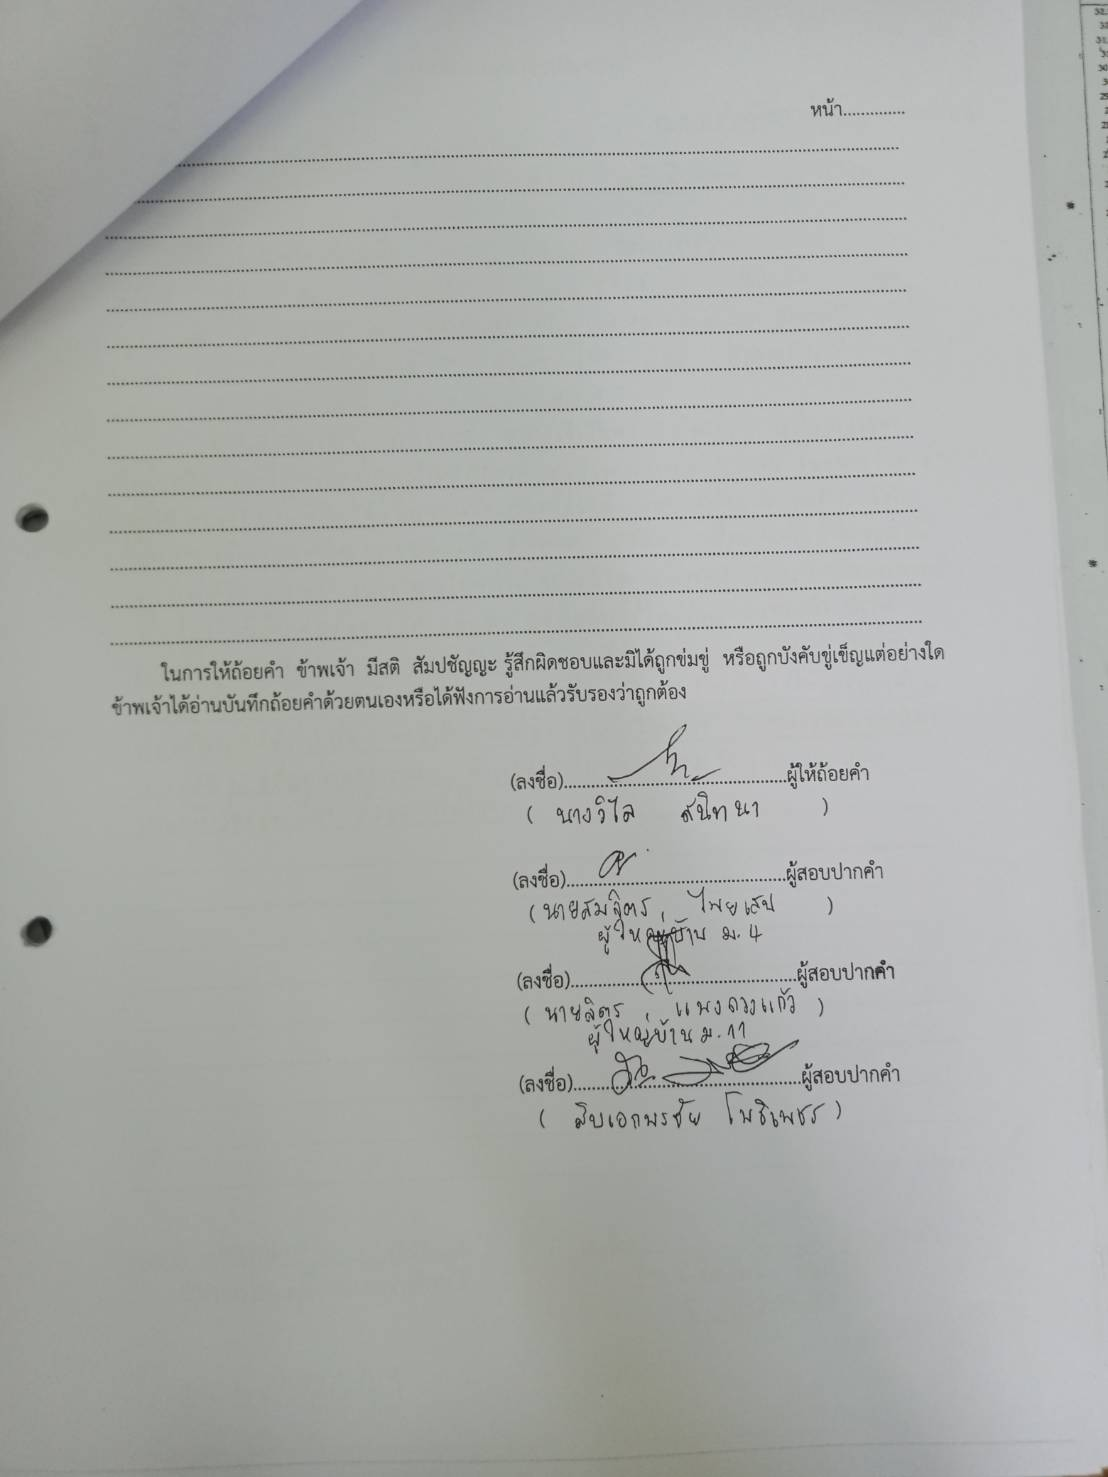 หน้า..............
ในการให้ถ้อยคำ ข้าพเจ้า มีสติ สัมปชัญญะ รู้สึกผิดชอบและมิได้ถูกข่มขู่ หรือถูกบังคับขู่เข็ญแต่อย่างใด
ข้าพเจ้าได้อ่านบันทึกถ้อยคำด้วยตนเองหรือได้ฟังการอ่านแล้วรับรองว่าถูกต้อง
(ลงชื่อ)..........ผู้ให้ถ้อยคำ
( นางวิไล สนิทนา )
(ลงชื่อ)..........ผู้สอบปากคำ
( นายสมจิตร )
ผู้ใหญ่บ้าน ม. 4
(ลงชื่อ)..........ผู้สอบปากคำ
( นายลิตร แพงดวงแก้ว )
ผู้ใหญ่บ้าน ม. 11
(ลงชื่อ)..........ผู้สอบปากคำ
( สิบเอกพรชัย โพธิเพชร )